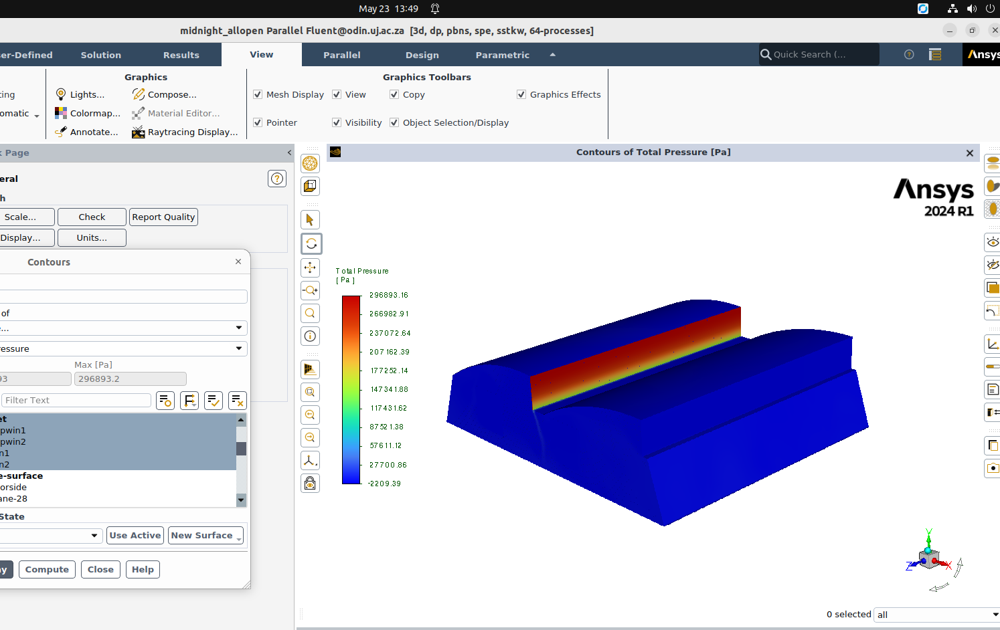 May 23 13:49
midnight_allopen Parallel Fluent@odin.uj.ac.za [3d, dp, pbns, spe, sstkw, 64-processes]
ser-Defined Solution Results View Parallel Design Parametric Quick Search (... Ansys
Graphics Graphics Toolbars
ting Lights... Compose... Mesh Display View Copy Graphics Effects
omatic Colormap... Material Editor...
Annotate... Raytracing Display... Pointer Visibility Object Selection/Display
k Page <
Contours of Total Pressure [Pa]
eral
h
Scale... Check Report Quality
Display... Units...
Contours
of
e...
ressure
Max [Pa]
93 296893.2
Filter Text
et
pwin1
pwin2
n1
n2
e-surface
orside
ane-28
State
Use Active New Surface
ay Compute Close Help
Ansys
2024 R1
Total Pressure
[ Pa ]
296893.16
266982.91
237072.64
207162.39
177252.14
147341.88
117431.62
87521.38
57611.12
27700.86
-2209.39
Y
Z X
0 selected all